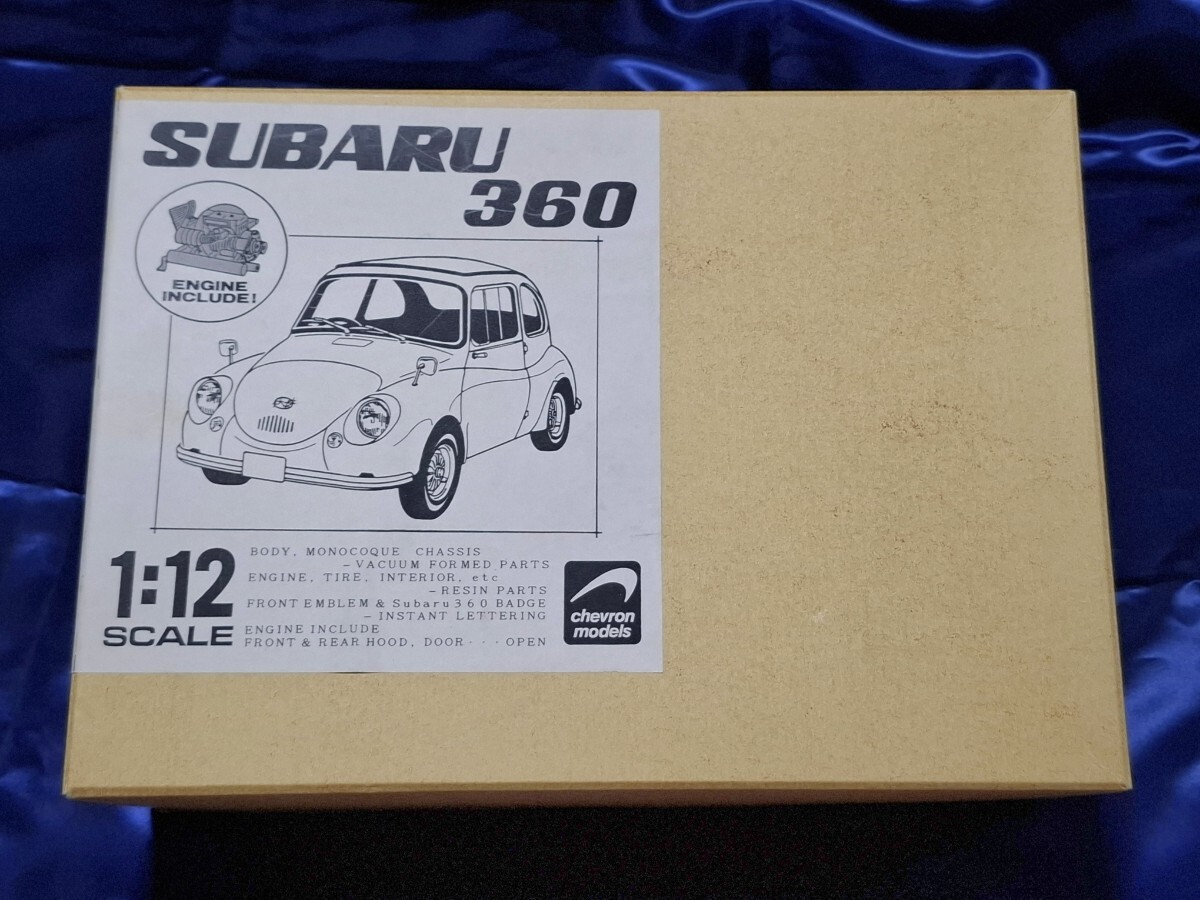 SUBARU
360
ENGINE
INCLUDE!
1:12
SCALE
BODY, MONOCOQUE CHASSIS
-VACUUM FORMED PARTS
ENGINE, TIRE, INTERIOR, etc
-RESIN PARTS
FRONT EMBLEM & Subaru360 BADGE
-INSTANT LETTERING
ENGINE INCLUDE
FRONT & REAR HOOD, DOOR···OPEN
chevron
models